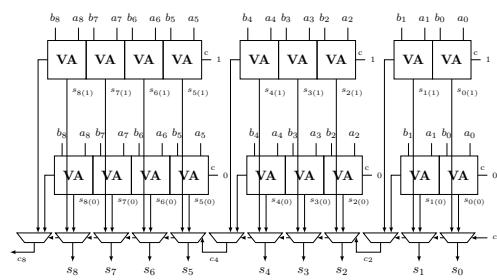 b8 a8 b7 a7 b6 a6 b5 a5 b4 a4 b3 a3 b2 a2 b1 a1 b0 a0
VA VA VA VA c 1 VA VA VA c 1 VA VA c 1
s8(1) s7(1) s6(1) s5(1) s4(1) s3(1) s2(1) s1(1) s0(1)
b8 a8 b7 a7 b6 a6 b5 a5 b4 a4 b3 a3 b2 a2 b1 a1 b0 a0
VA VA VA VA c 0 VA VA VA c 0 VA VA c 0
s8(0) s7(0) s6(0) s5(0) s4(0) s3(0) s2(0) s1(0) s0(0)
c8 c4 c2 c
s8 s7 s6 s5 s4 s3 s2 s1 s0